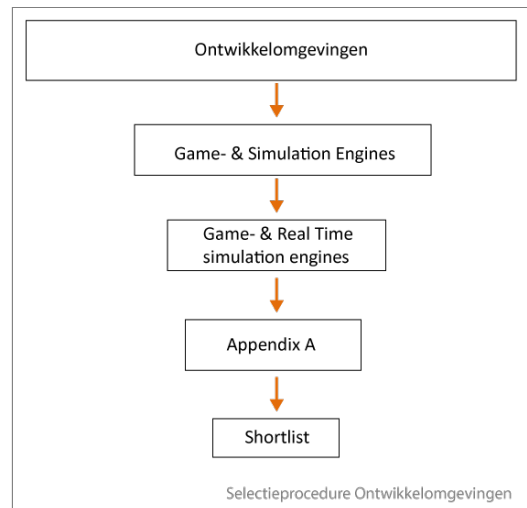 Ontwikkelomgevingen
Game- & Simulation Engines
Game- & Real Time
simulation engines
Appendix A
Shortlist
Selectieprocedure Ontwikkelomgevingen